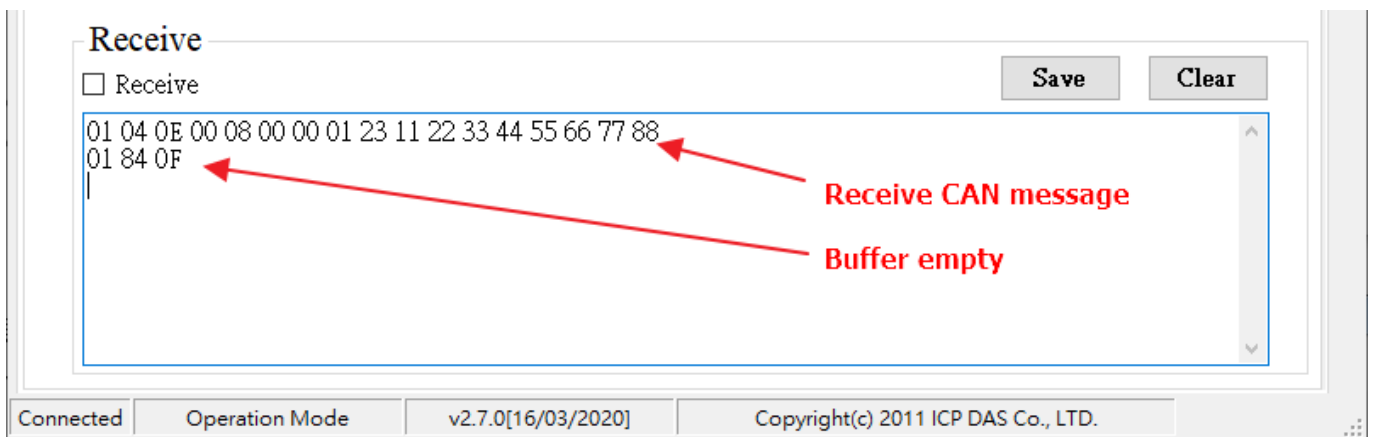 Receive
Receive
Save
Clear
01 04 0E 00 08 00 00 01 23 11 22 33 44 55 66 77 88
01 84 0F
Receive CAN message
Buffer empty
Connected
Operation Mode
v2.7.0[16/03/2020]
Copyright(c) 2011 ICP DAS Co., LTD.